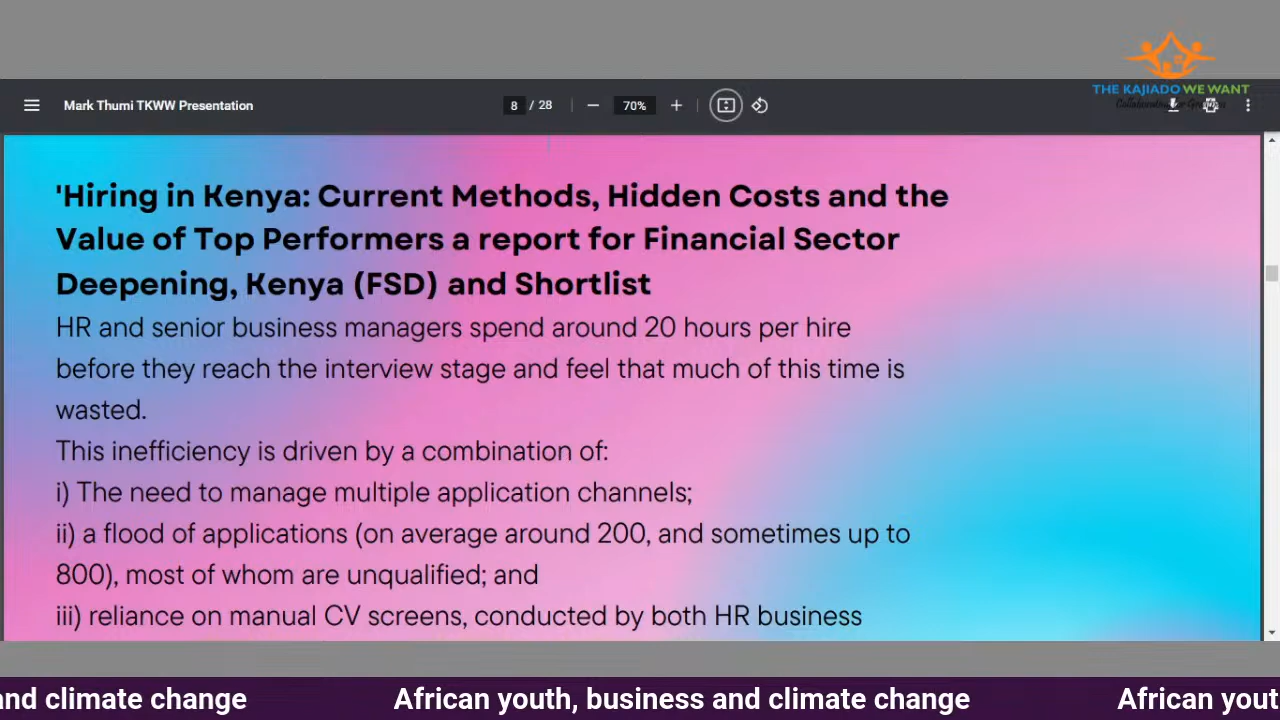 THE KAJIADO WE WANT
Mark Thumi TKWW Presentation
8 / 28
70%
'Hiring in Kenya: Current Methods, Hidden Costs and the
Value of Top Performers a report for Financial Sector
Deepening, Kenya (FSD) and Shortlist
HR and senior business managers spend around 20 hours per hire
before they reach the interview stage and feel that much of this time is
wasted.
This inefficiency is driven by a combination of:
i) The need to manage multiple application channels;
ii) a flood of applications (on average around 200, and sometimes up to
800), most of whom are unqualified; and
iii) reliance on manual CV screens, conducted by both HR business
and climate change African youth, business and climate change African yout